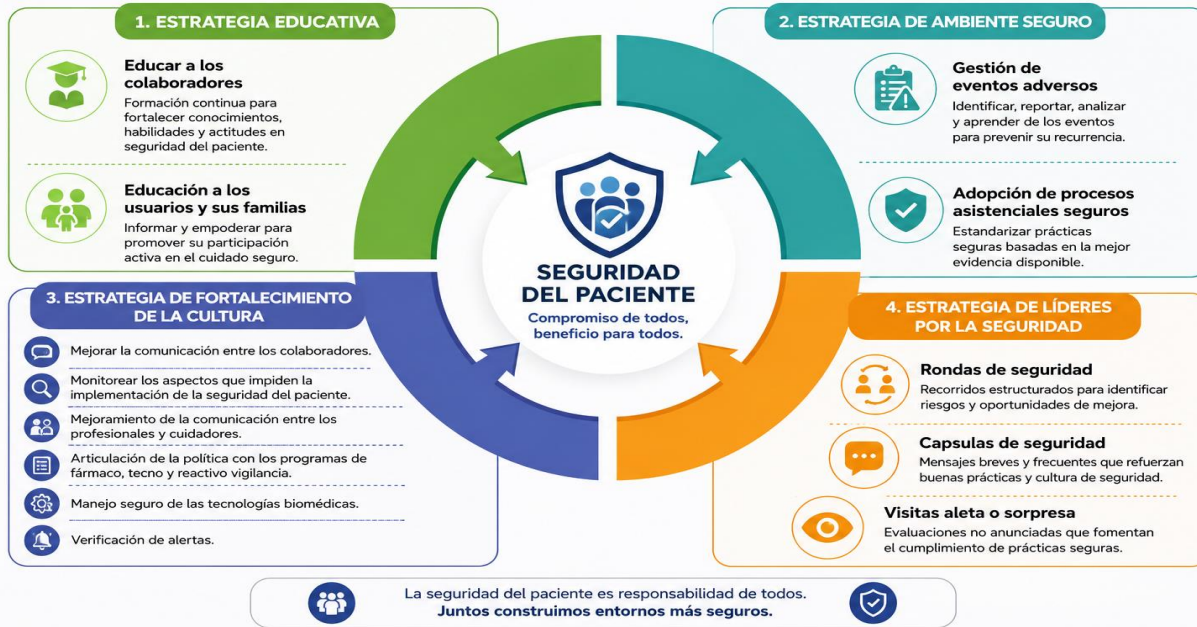 1. ESTRATEGIA EDUCATIVA
Educar a los
colaboradores
Formación continua para
fortalecer conocimientos,
habilidades y actitudes en
seguridad del paciente.
Educación a los
usuarios y sus familias
Informar y empoderar para
promover su participación
activa en el cuidado seguro.
2. ESTRATEGIA DE AMBIENTE SEGURO
Gestión de
eventos adversos
Identificar, reportar, analizar
y aprender de los eventos
para prevenir su recurrencia.
Adopción de procesos
asistenciales seguros
Estandarizar prácticas
seguras basadas en la mejor
evidencia disponible.
SEGURIDAD
DEL PACIENTE
Compromiso de todos,
beneficio para todos.
3. ESTRATEGIA DE FORTALECIMIENTO
DE LA CULTURA
Mejorar la comunicación entre los colaboradores.
Monitorear los aspectos que impiden la
implementación de la seguridad del paciente.
Mejoramiento de la comunicación entre los
profesionales y cuidadores.
Articulación de la política con los programas de
fármaco, tecno y reactivo vigilancia.
Manejo seguro de las tecnologías biomédicas.
Verificación de alertas.
4. ESTRATEGIA DE LÍDERES
POR LA SEGURIDAD
Rondas de seguridad
Recorridos estructurados para identificar
riesgos y oportunidades de mejora.
Capsulas de seguridad
Mensajes breves y frecuentes que refuerzan
buenas prácticas y cultura de seguridad.
Visitas aleta o sorpresa
Evaluaciones no anunciadas que fomentan
el cumplimiento de prácticas seguras.
La seguridad del paciente es responsabilidad de todos.
Juntos construimos entornos más seguros.